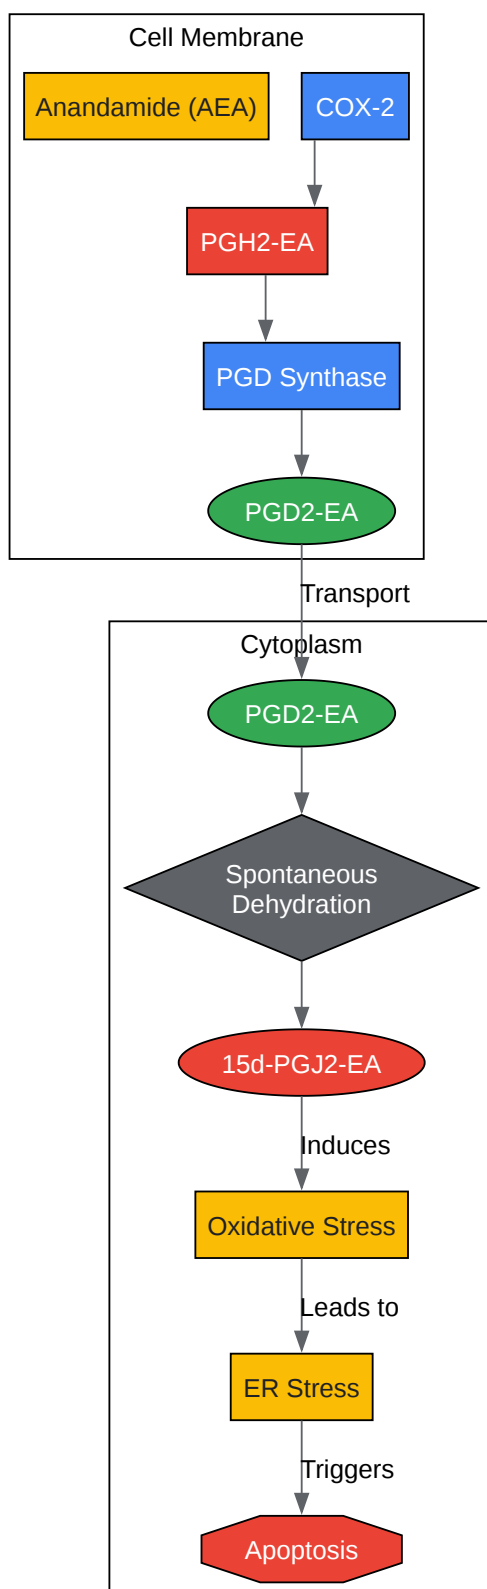 Cell Membrane
Anandamide (AEA)
COX-2
PGH2-EA
PGD Synthase
PGD2-EA
Transport
Cytoplasm
PGD2-EA
Spontaneous
Dehydration
15d-PGJ2-EA
Induces
Oxidative Stress
Leads to
ER Stress
Triggers
Apoptosis